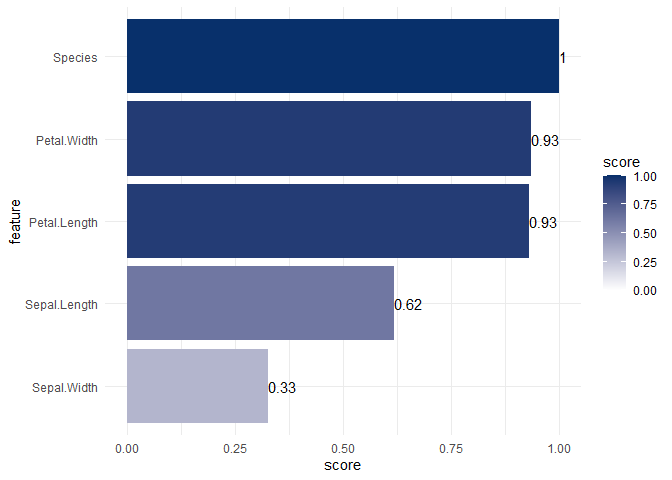 Species
1
Petal.Width
0.93
Petal.Length
0.93
Sepal.Length
0.62
Sepal.Width
0.33
feature
0.00
0.25
0.50
0.75
1.00
score
score
1.00
0.75
0.50
0.25
0.00